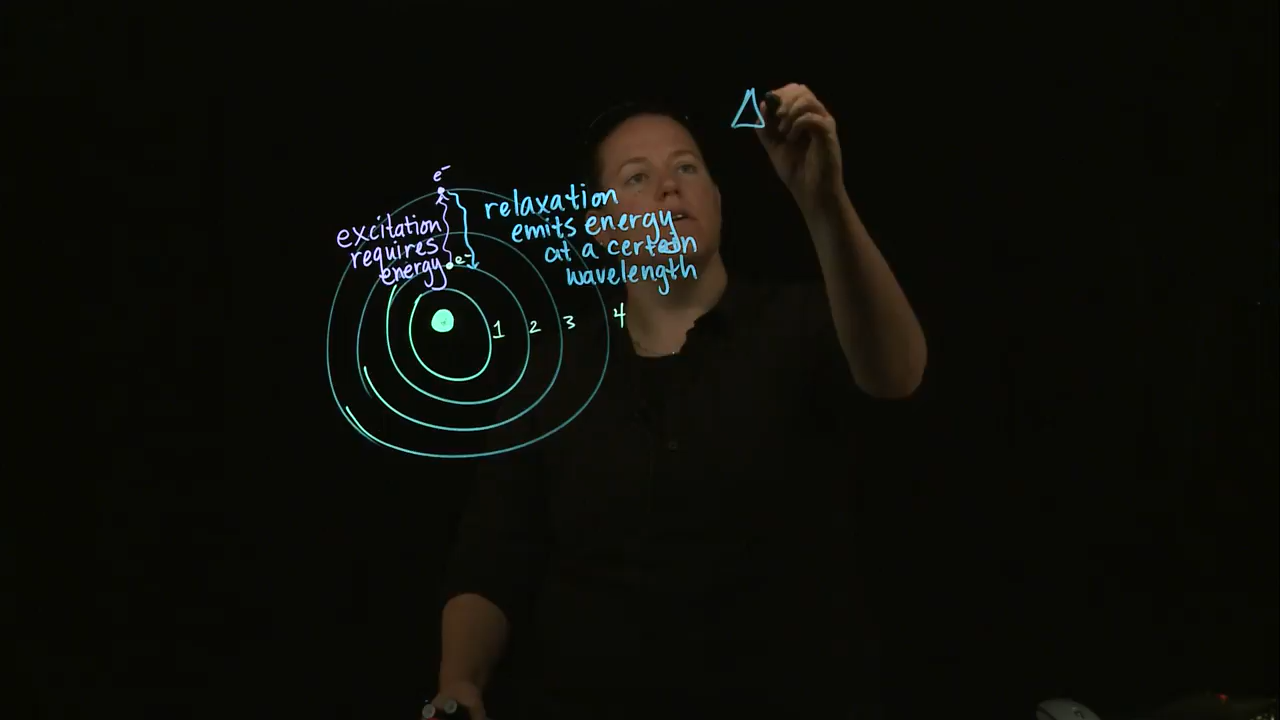 e⁻
excitation
requires
energy
e⁻
relaxation
emits energy
at a certain
wavelength
1 2 3 4
Δ